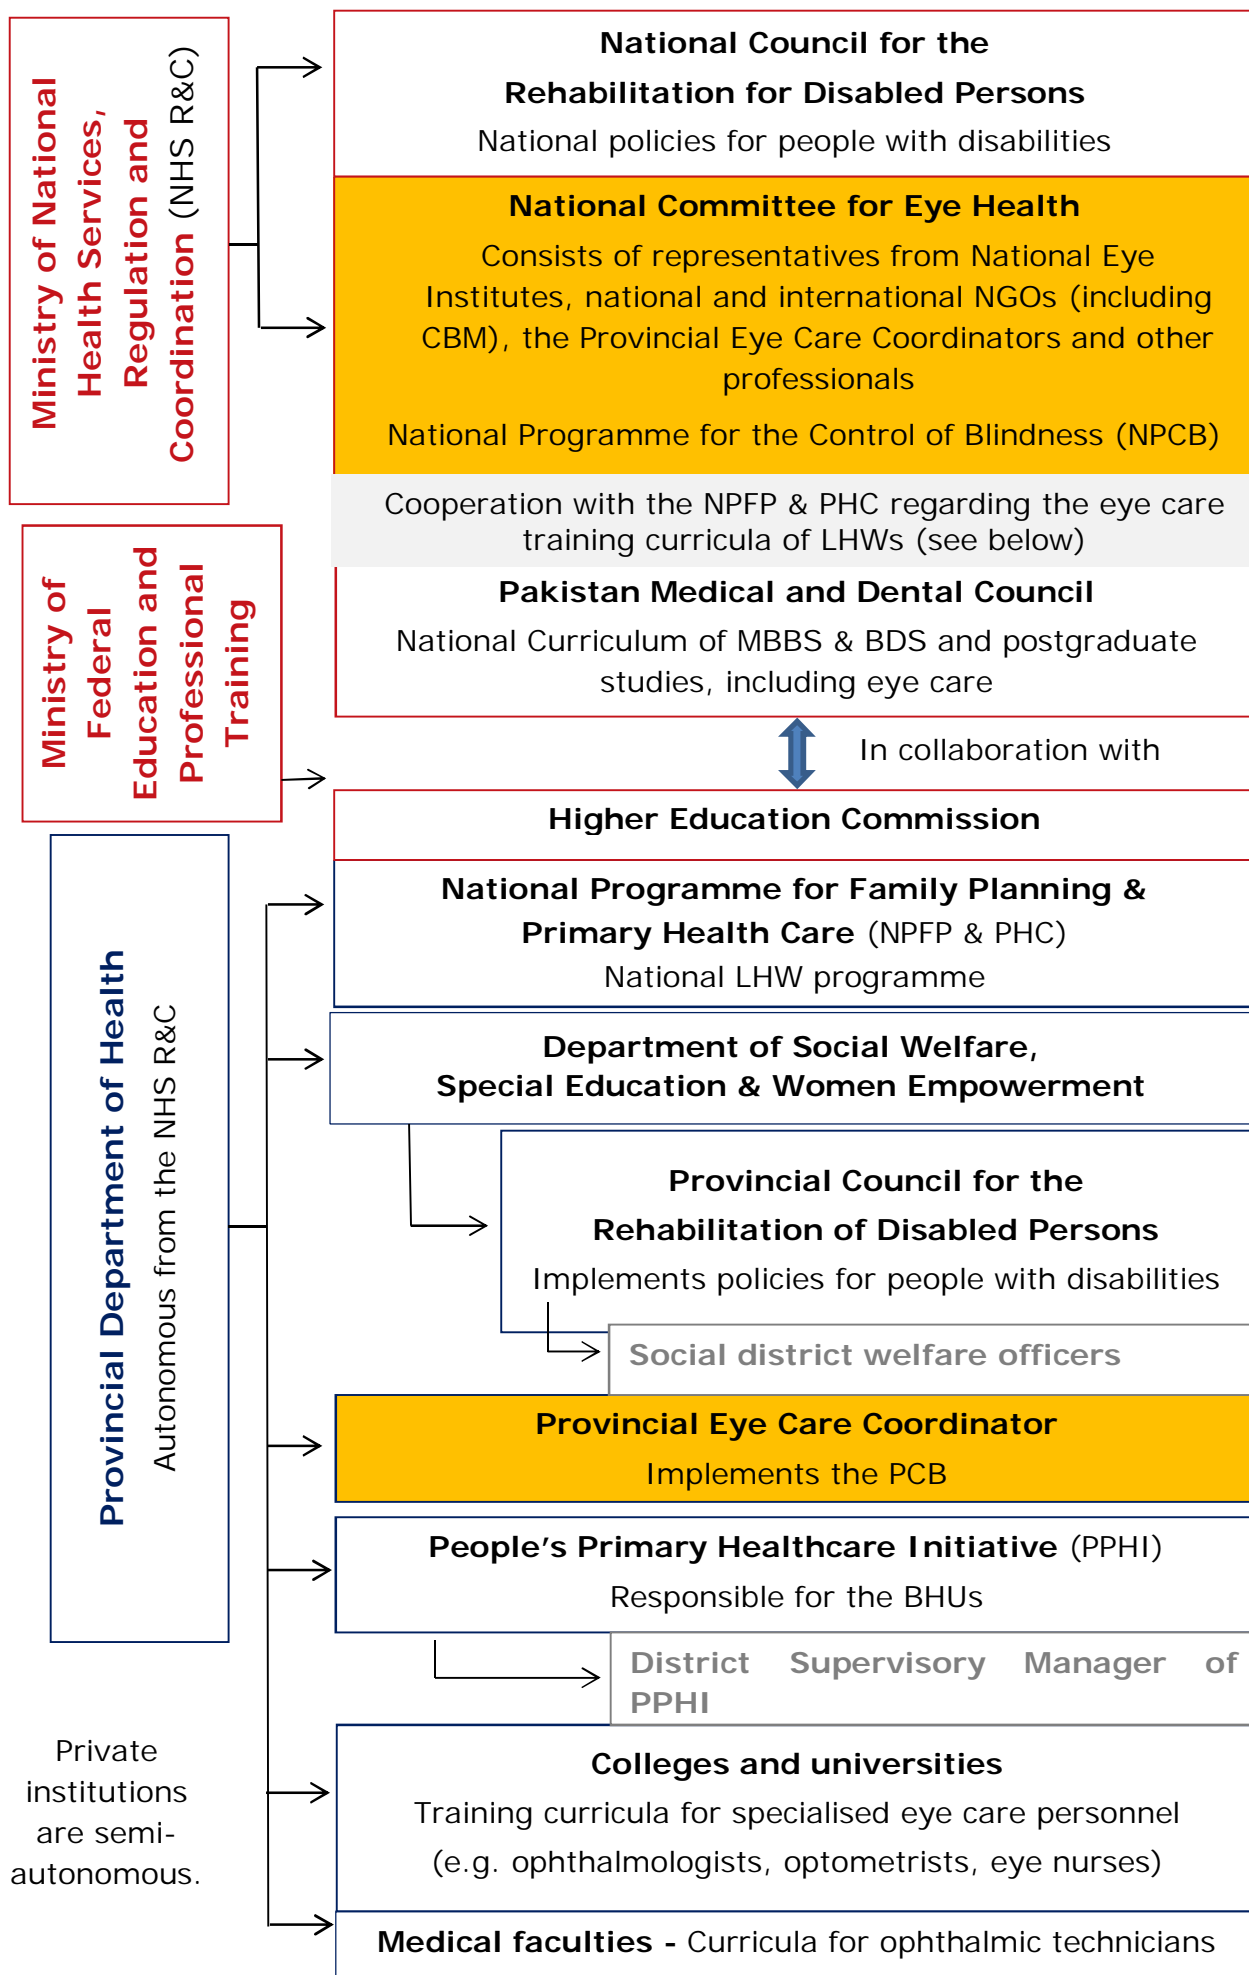 Ministry of National
Health Services,
Regulation and
Coordination (NHS R&C)
National Council for the
Rehabilitation for Disabled Persons
National policies for people with disabilities
National Committee for Eye Health
Consists of representatives from National Eye
Institutes, national and international NGOs (including
CBM), the Provincial Eye Care Coordinators and other
professionals
National Programme for the Control of Blindness (NPCB)
Cooperation with the NPFP & PHC regarding the eye care
training curricula of LHWs (see below)
Pakistan Medical and Dental Council
National Curriculum of MBBS & BDS and postgraduate
studies, including eye care
Ministry of
Federal
Education and
Professional
Training
In collaboration with
Higher Education Commission
Provincial Department of Health
Autonomous from the NHS R&C
National Programme for Family Planning &
Primary Health Care (NPFP & PHC)
National LHW programme
Department of Social Welfare,
Special Education & Women Empowerment
Provincial Council for the
Rehabilitation of Disabled Persons
Implements policies for people with disabilities
Social district welfare officers
Provincial Eye Care Coordinator
Implements the PCB
People's Primary Healthcare Initiative (PPHI)
Responsible for the BHUs
District Supervisory Manager of
PPHI
Private
institutions
are semi-
autonomous.
Colleges and universities
Training curricula for specialised eye care personnel
(e.g. ophthalmologists, optometrists, eye nurses)
Medical faculties - Curricula for ophthalmic technicians